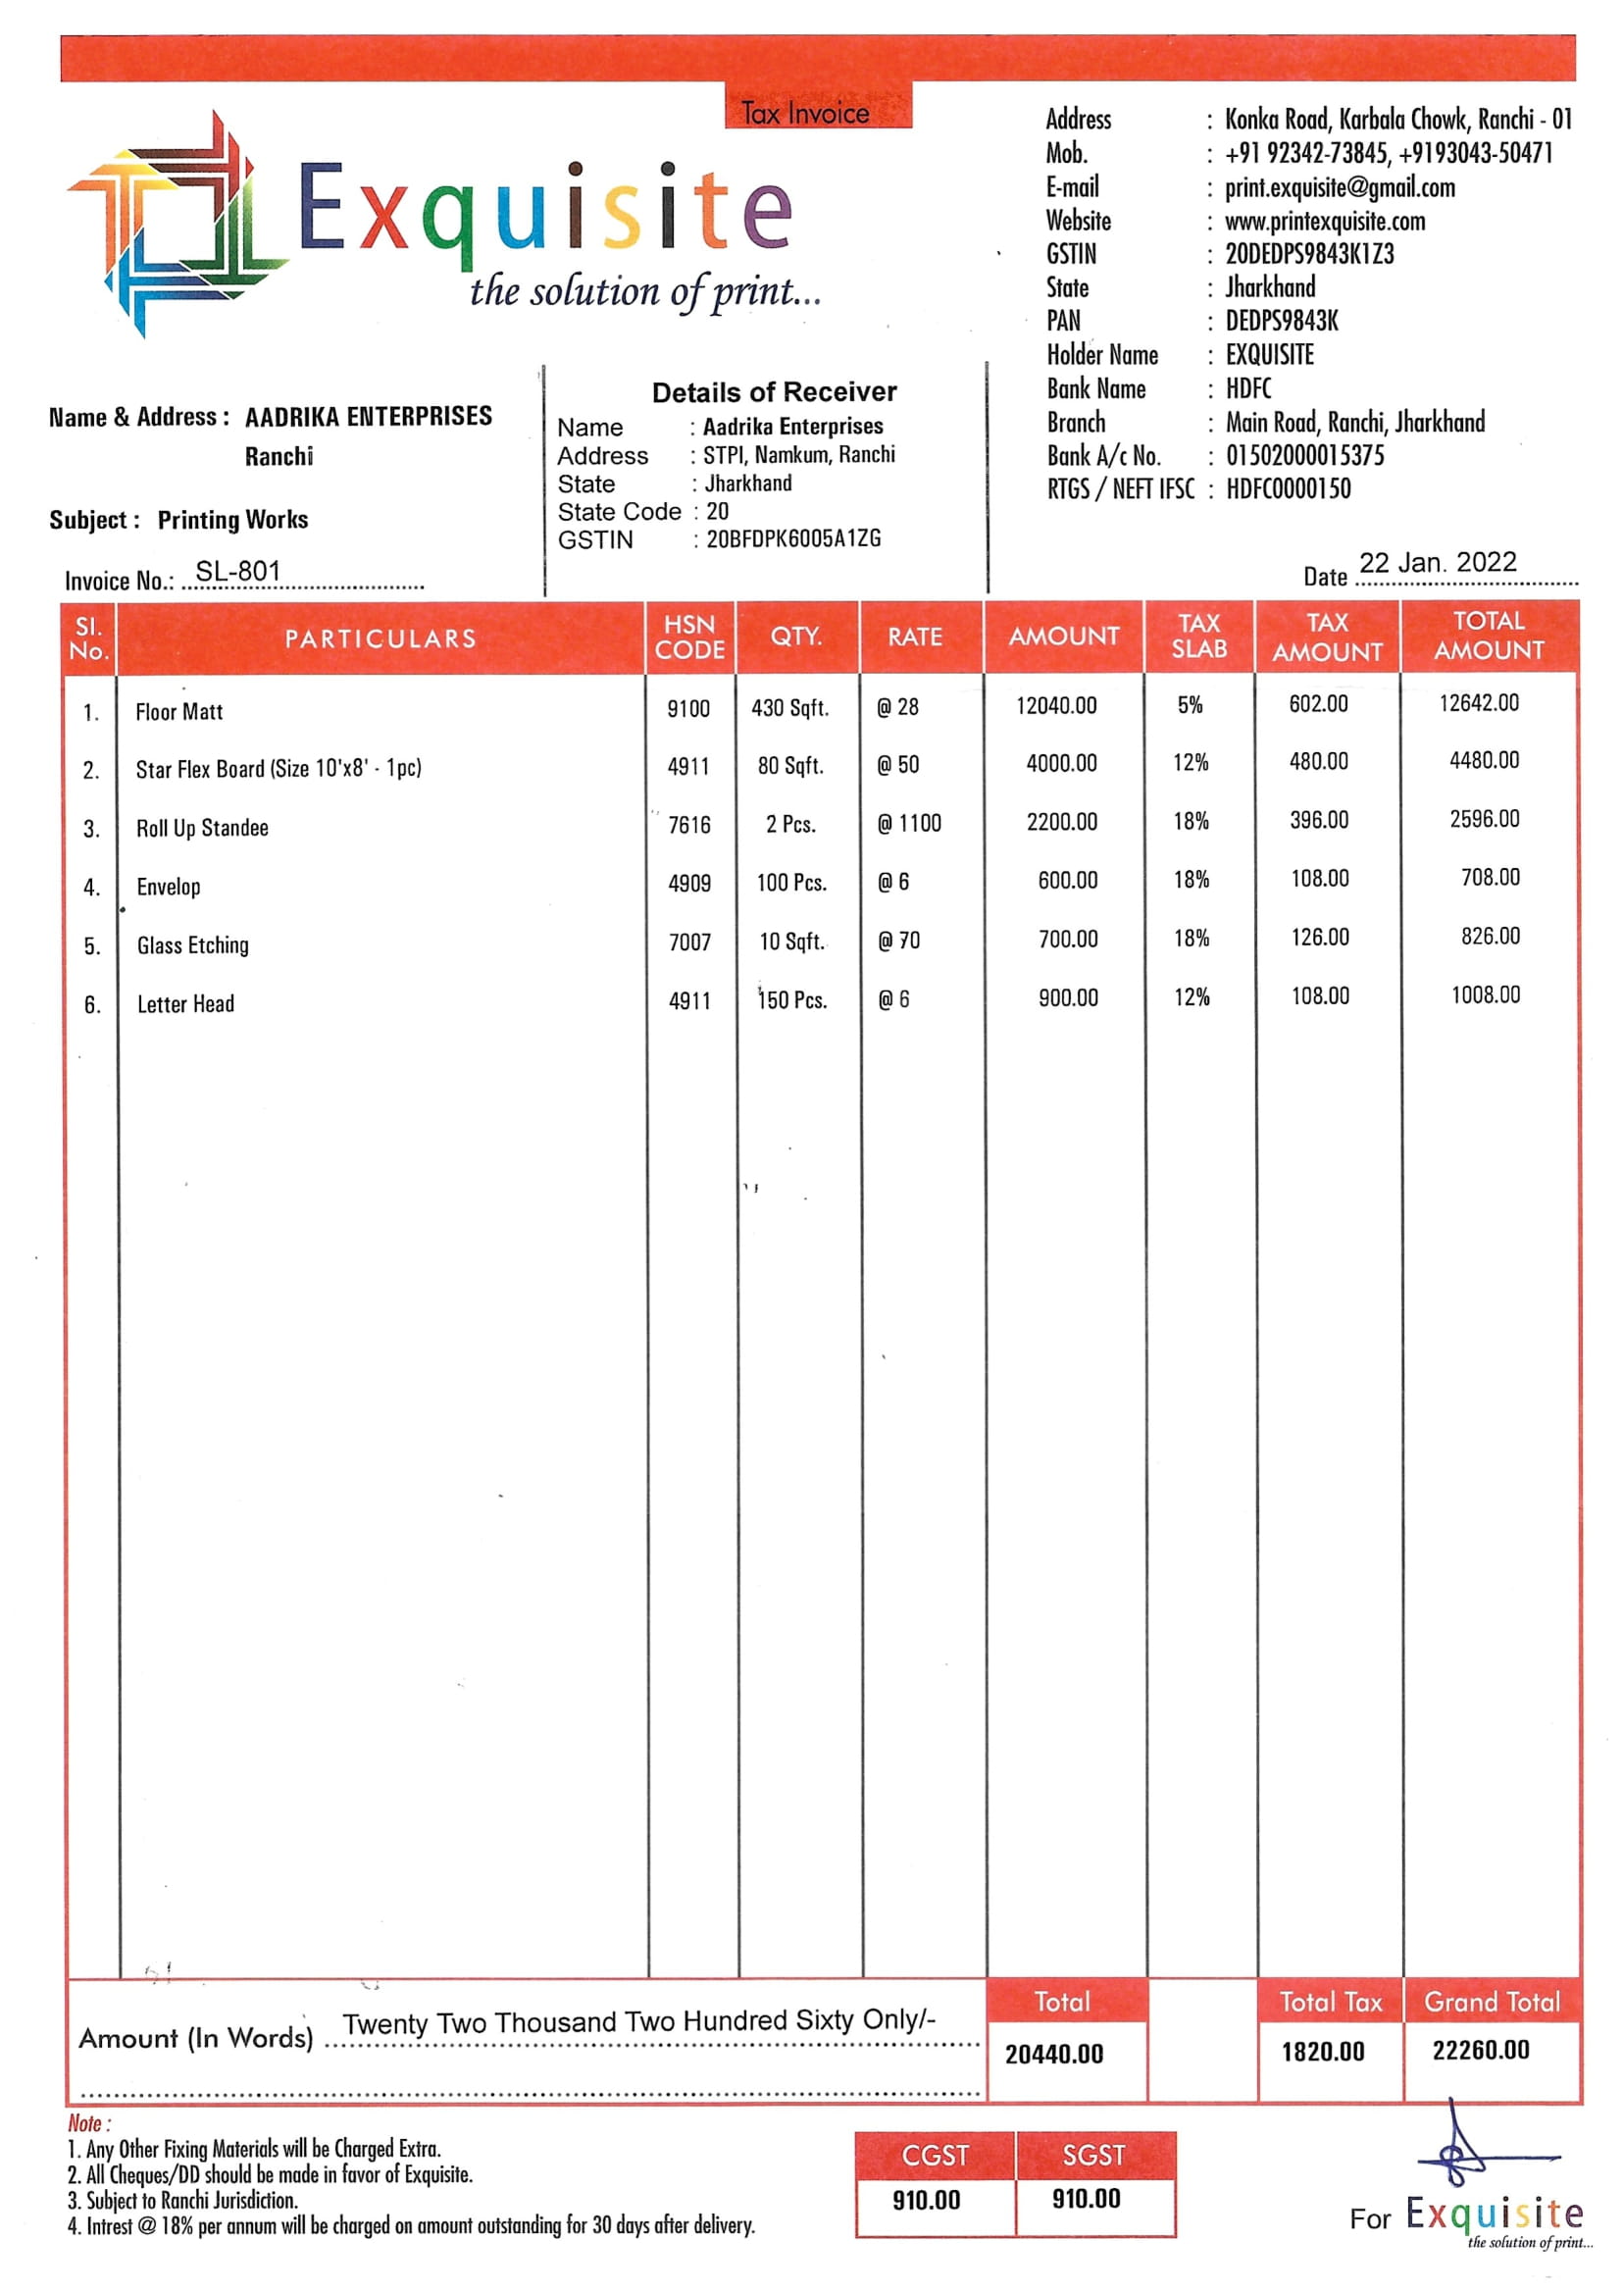 Tax Invoice
Exquisite
the solution of print...
Address : Konka Road, Karbala Chowk, Ranchi - 01
Mob. : +91 92342-73845, +9193043-50471
E-mail : print.exquisite@gmail.com
Website : www.printexquisite.com
GSTIN : 20DEDPS9843K1Z3
State : Jharkhand
PAN : DEDPS9843K
Holder Name : EXQUISITE
Bank Name : HDFC
Branch : Main Road, Ranchi, Jharkhand
Bank A/c No. : 01502000015375
RTGS / NEFT IFSC : HDFC0000150
Name & Address : AADRIKA ENTERPRISES
Ranchi
Subject : Printing Works
Invoice No.: SL-801
Details of Receiver
Name : Aadrika Enterprises
Address : STPI, Namkum, Ranchi
State : Jharkhand
State Code : 20
GSTIN : 20BFDPK6005A1ZG
Date 22 Jan. 2022
Sl. No. PARTICULARS HSN CODE QTY. RATE AMOUNT TAX SLAB TAX AMOUNT TOTAL AMOUNT
1. Floor Matt 9100 430 Sqft. @ 28 12040.00 5% 602.00 12642.00
2. Star Flex Board (Size 10'x8' - 1pc) 4911 80 Sqft. @ 50 4000.00 12% 480.00 4480.00
3. Roll Up Standee 7616 2 Pcs. @ 1100 2200.00 18% 396.00 2596.00
4. Envelop 4909 100 Pcs. @ 6 600.00 18% 108.00 708.00
5. Glass Etching 7007 10 Sqft. @ 70 700.00 18% 126.00 826.00
6. Letter Head 4911 150 Pcs. @ 6 900.00 12% 108.00 1008.00
Total Total Tax Grand Total
Amount (In Words) Twenty Two Thousand Two Hundred Sixty Only/-
20440.00 1820.00 22260.00
Note :
1. Any Other Fixing Materials will be Charged Extra.
2. All Cheques/DD should be made in favor of Exquisite.
3. Subject to Ranchi Jurisdiction.
4. Intrest @ 18% per annum will be charged on amount outstanding for 30 days after delivery.
CGST SGST
910.00 910.00
For Exquisite
the solution of print...